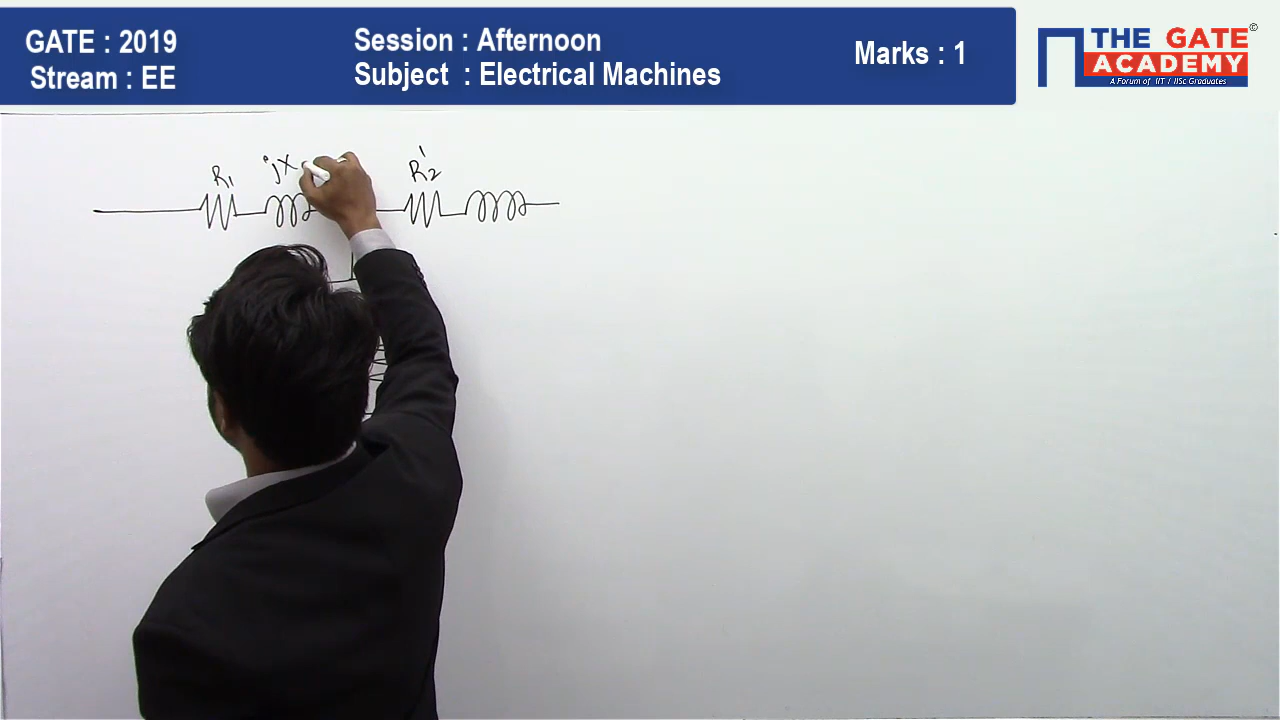 GATE : 2019
Stream : EE
Session : Afternoon
Subject : Electrical Machines
Marks : 1
THE GATE
ACADEMY
©
A Forum of IIT / IISc Graduates
R₁
jX
R₂'